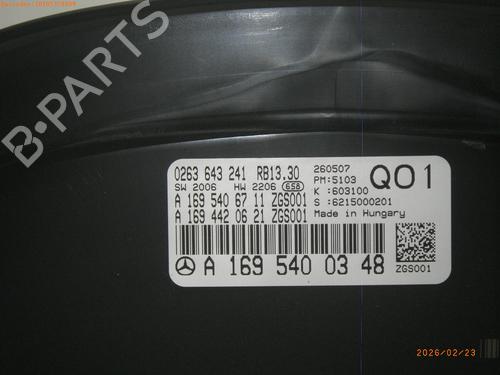 B-PARTS
0263 643 241 RB13.30
SW 2006 HW 2206 658
A 169 540 67 11 ZGS001
A 169 442 06 21 ZGS001
260507
PM:5103
K :603100
S :6215000201
Made in Hungary
Q01
A 169 540 03 48
ZGS001
2026/02/23